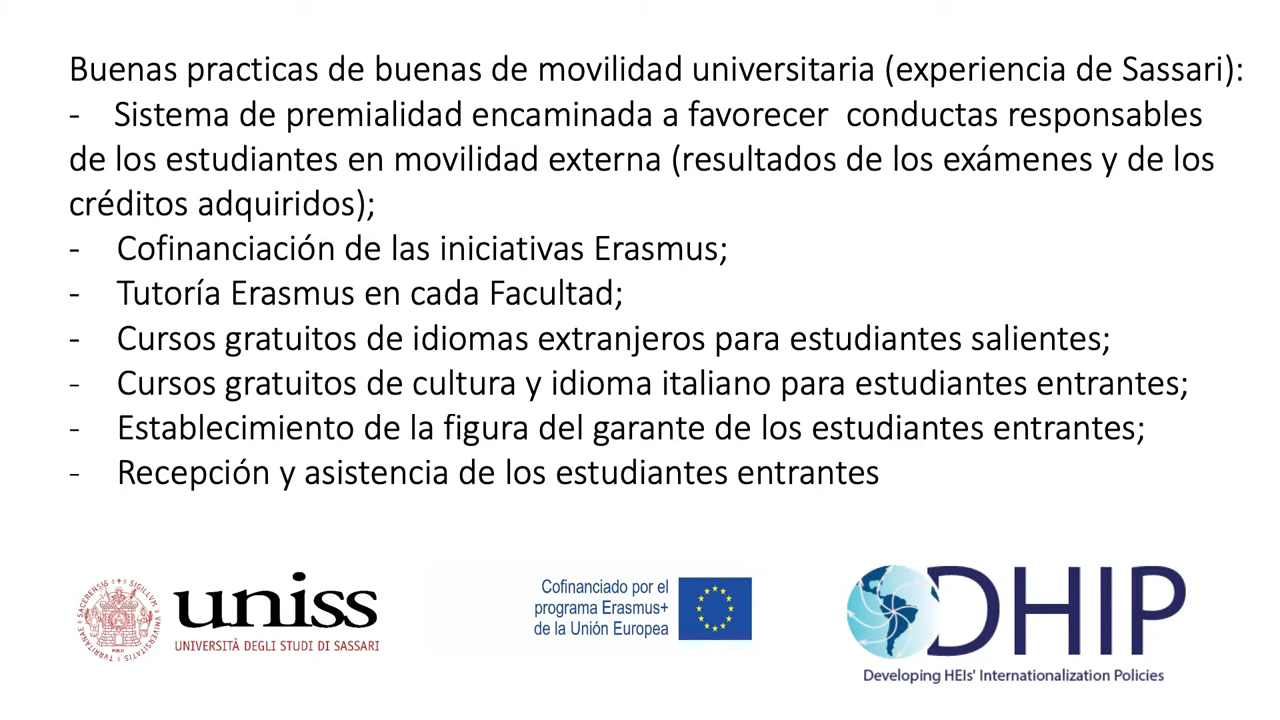 Buenas practicas de buenas de movilidad universitaria (experiencia de Sassari):
- Sistema de premialidad encaminada a favorecer conductas responsables
de los estudiantes en movilidad externa (resultados de los exámenes y de los
créditos adquiridos);
- Cofinanciación de las iniciativas Erasmus;
- Tutoría Erasmus en cada Facultad;
- Cursos gratuitos de idiomas extranjeros para estudiantes salientes;
- Cursos gratuitos de cultura y idioma italiano para estudiantes entrantes;
- Establecimiento de la figura del garante de los estudiantes entrantes;
- Recepción y asistencia de los estudiantes entrantes
uniss
UNIVERSITÀ DEGLI STUDI DI SASSARI
Cofinanciado por el
programa Erasmus+
de la Unión Europea
DHIP
Developing HEIs' Internationalization Policies